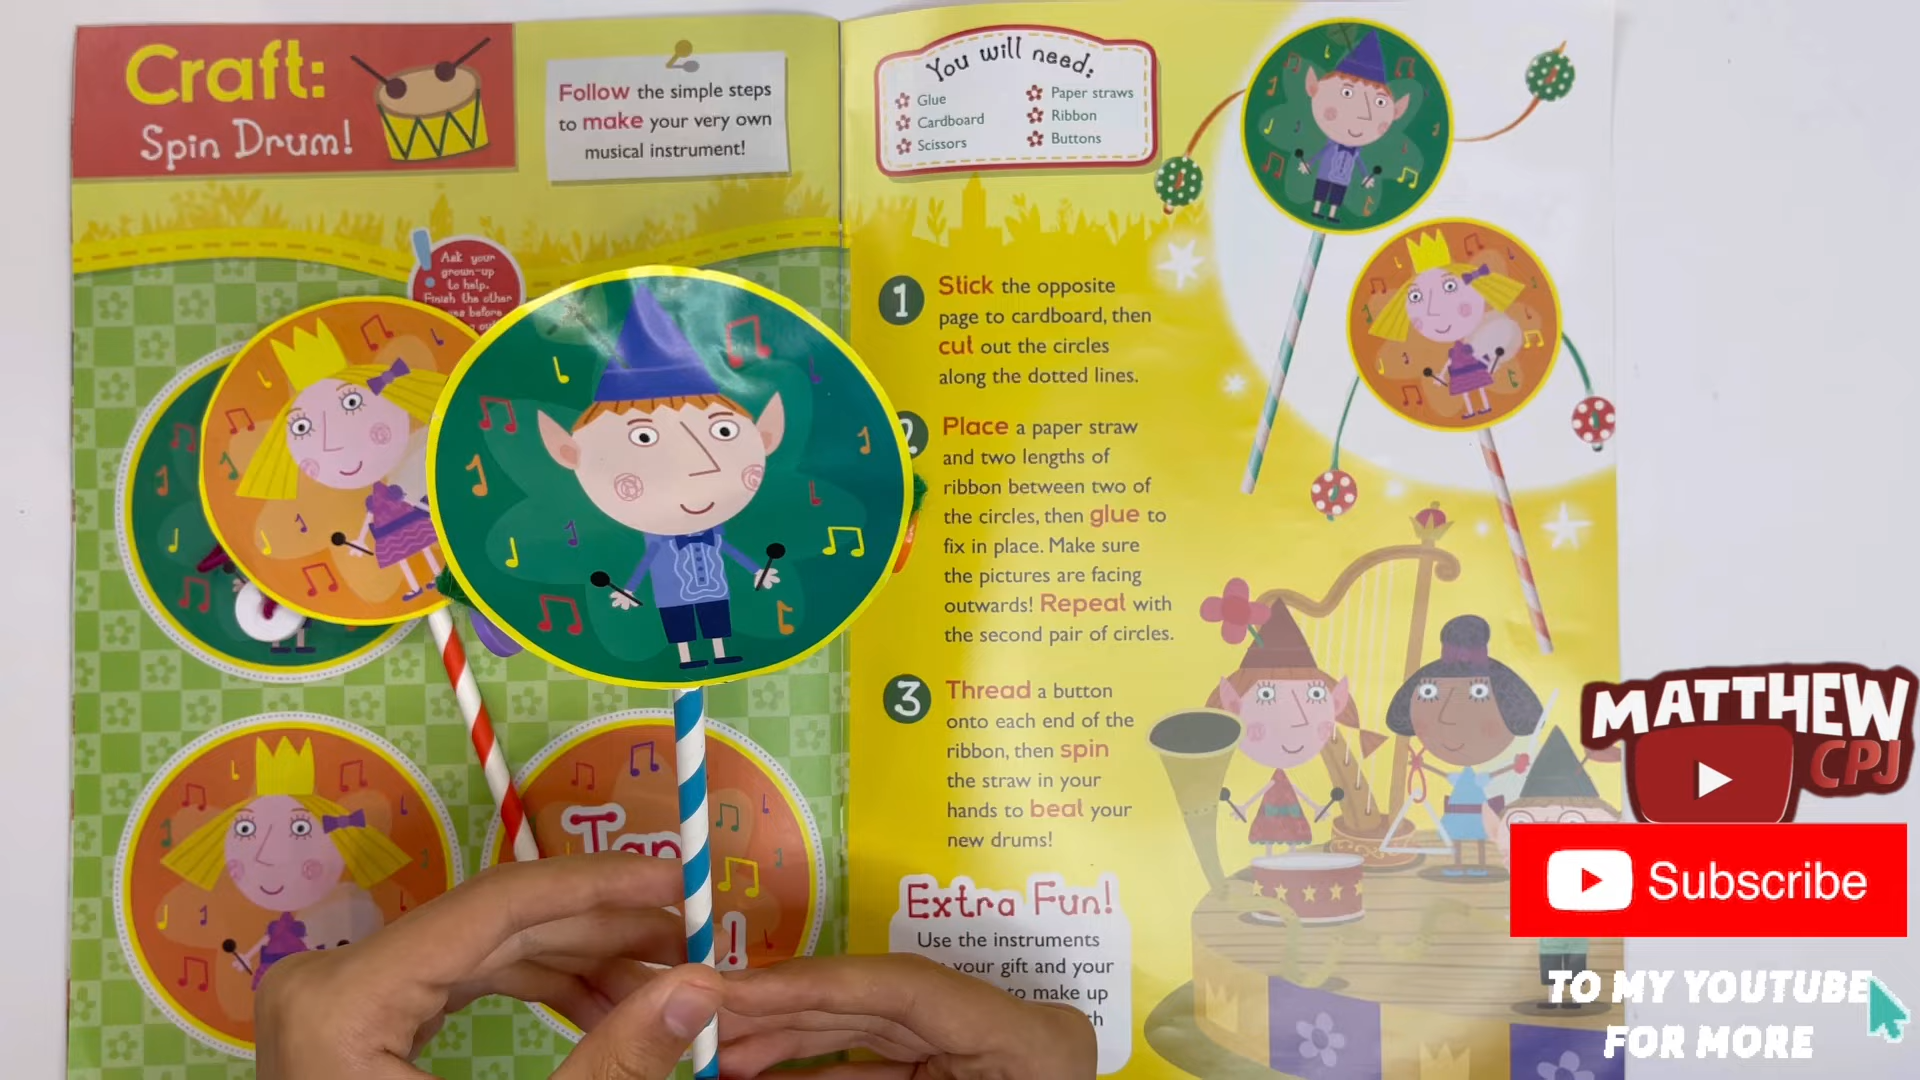 Craft:
Spin Drum!
Follow the simple steps
to make your very own
musical instrument!
Ask your
grown-up
to help.
Finish the other
before
You will need:
Glue
Cardboard
Scissors
Paper straws
Ribbon
Buttons
1
Stick the opposite
page to cardboard, then
cut out the circles
along the dotted lines.
2
Place a paper straw
and two lengths of
ribbon between two of
the circles, then glue to
fix in place. Make sure
the pictures are facing
outwards! Repeat with
the second pair of circles.
3
Thread a button
onto each end of the
ribbon, then spin
the straw in your
hands to beat your
new drums!
Extra Fun!
Use the instruments
your gift and your
to make up
Tap
!
MATTHEW
CPJ
Subscribe
TO MY YOUTUBE
FOR MORE